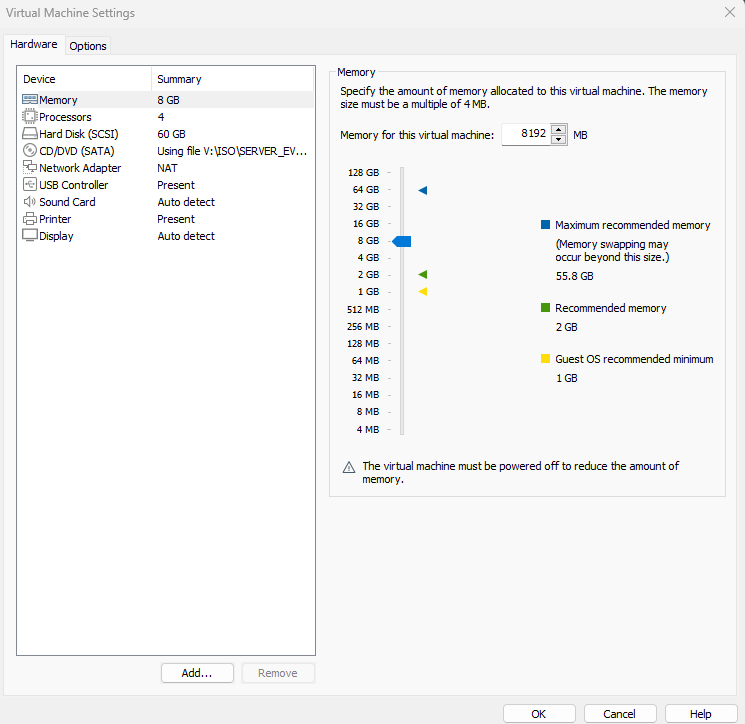 Virtual Machine Settings
Hardware Options
Device Summary
Memory 8 GB
Processors 4
Hard Disk (SCSI) 60 GB
CD/DVD (SATA) Using file V:\ISO\SERVER_EV...
Network Adapter NAT
USB Controller Present
Sound Card Auto detect
Printer Present
Display Auto detect
Add... Remove
Memory
Specify the amount of memory allocated to this virtual machine. The memory
size must be a multiple of 4 MB.
Memory for this virtual machine: 8192 MB
128 GB
64 GB
32 GB
16 GB
8 GB
4 GB
2 GB
1 GB
512 MB
256 MB
128 MB
64 MB
32 MB
16 MB
8 MB
4 MB
Maximum recommended memory
(Memory swapping may
occur beyond this size.)
55.8 GB
Recommended memory
2 GB
Guest OS recommended minimum
1 GB
The virtual machine must be powered off to reduce the amount of
memory.
OK Cancel Help